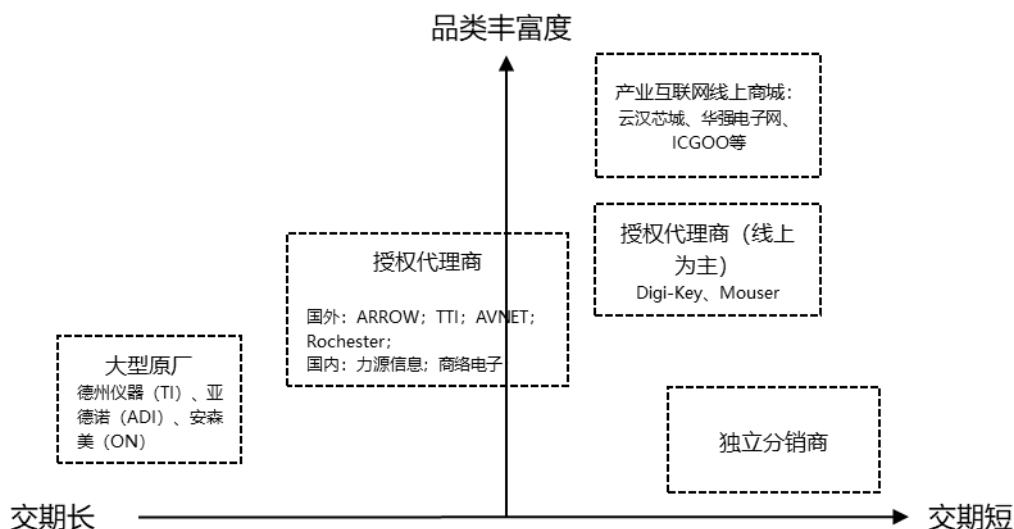 品类丰富度
产业互联网线上商城：
云汉芯城、华强电子网、
ICGOO等
授权代理商（线上
为主）
Digi-Key、Mouser
授权代理商
国外：ARROW；TTI；AVNET；
Rochester；
国内：力源信息；商络电子
大型原厂
德州仪器（TI）、亚
德诺（ADI）、安森
美（ON）
独立分销商
交期长
交期短